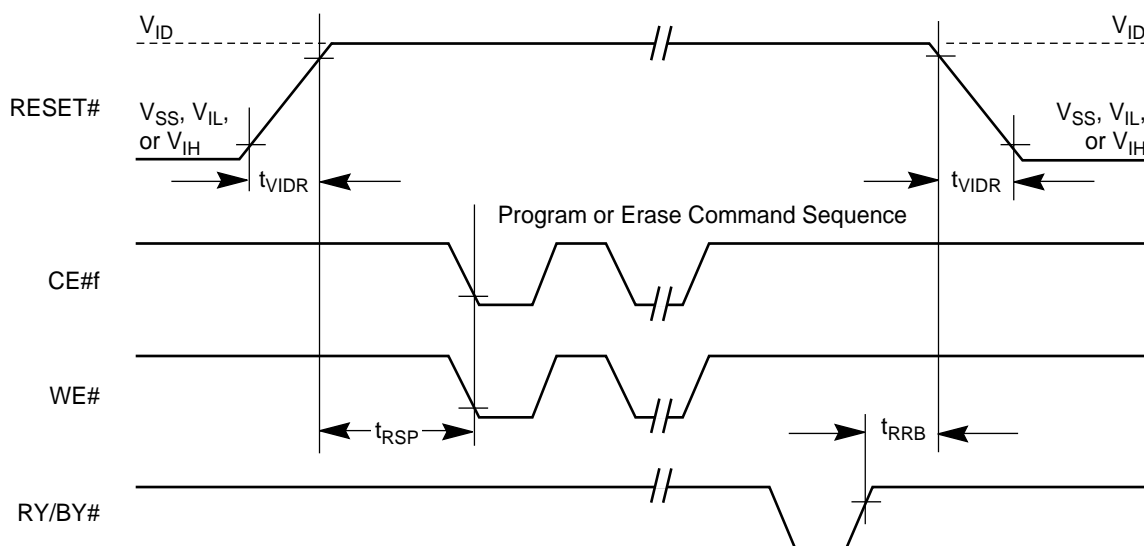 V_ID
V_ID
RESET#
V_SS, V_IL,
or V_IH
V_SS, V_IL,
or V_IH
t_VIDR
t_VIDR
Program or Erase Command Sequence
CE#f
WE#
t_RSP
t_RRB
RY/BY#